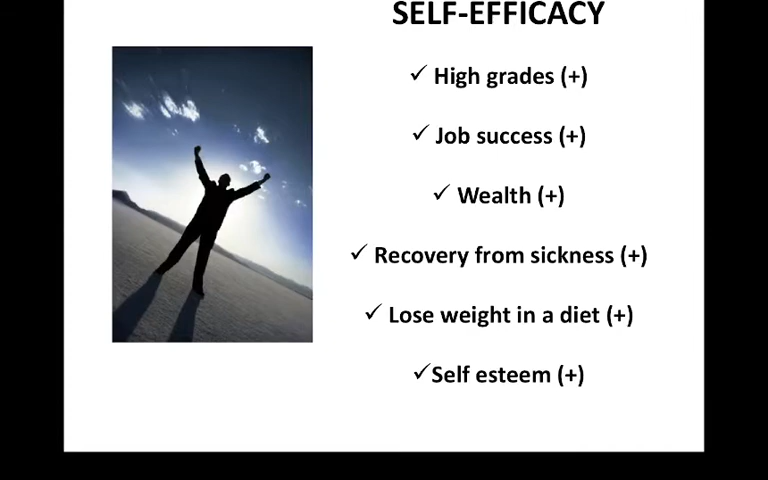 SELF-EFFICACY
✓ High grades (+)
✓ Job success (+)
✓ Wealth (+)
✓ Recovery from sickness (+)
✓ Lose weight in a diet (+)
✓Self esteem (+)